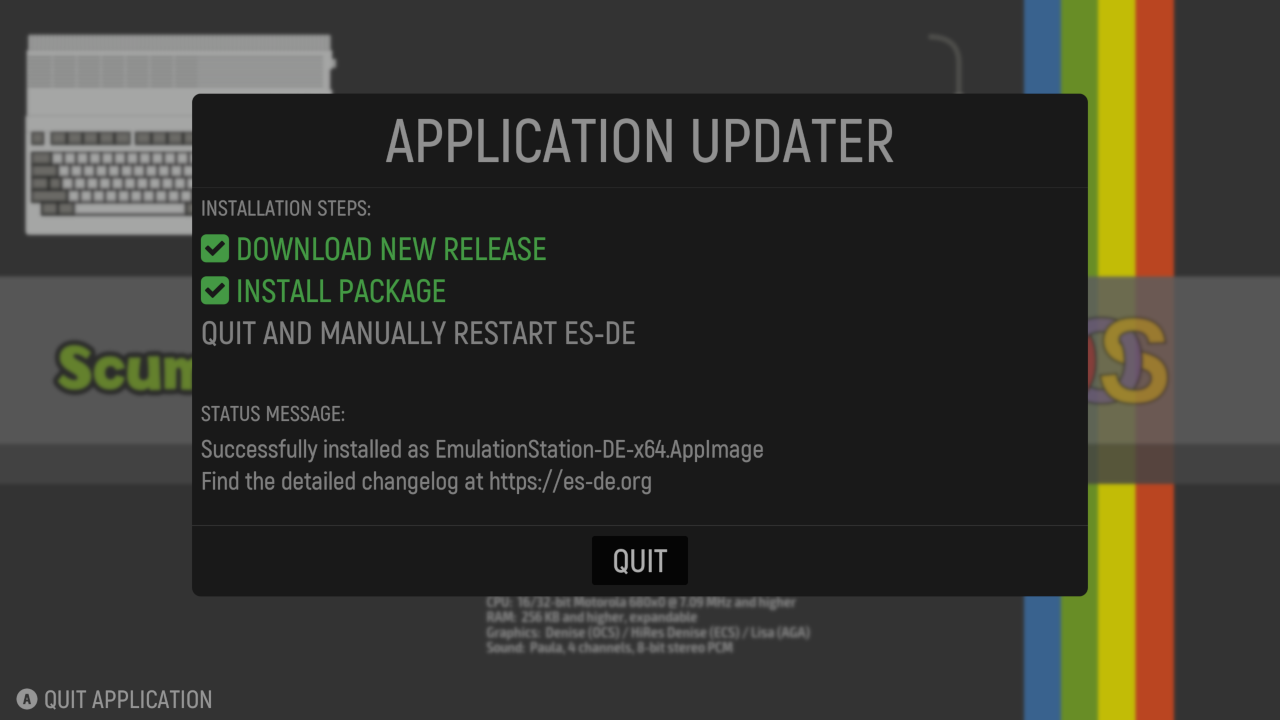 APPLICATION UPDATER
INSTALLATION STEPS:
DOWNLOAD NEW RELEASE
INSTALL PACKAGE
QUIT AND MANUALLY RESTART ES-DE
Scum
OS
STATUS MESSAGE:
Successfully installed as EmulationStation-DE-x64.AppImage
Find the detailed changelog at https://es-de.org
QUIT
CPU: 16/32-bit Motorola 680x0 @ 7.09 MHz and higher
RAM: 256 KB and higher, expandable
Graphics: Denise (OCS) / HiRes Denise (ECS) / Lisa (AGA)
Sound: Paula, 4 channels, 8-bit stereo PCM
A QUIT APPLICATION